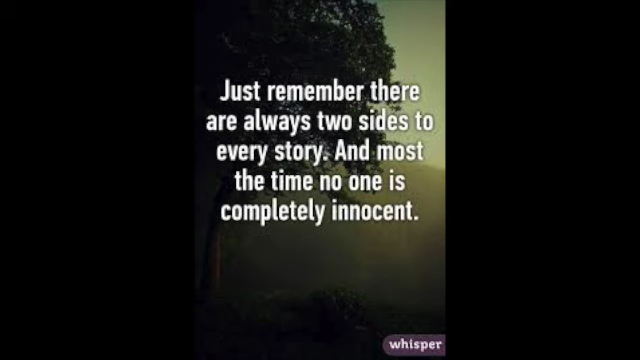 Just remember there
are always two sides to
every story. And most
the time no one is
completely innocent.
whisper